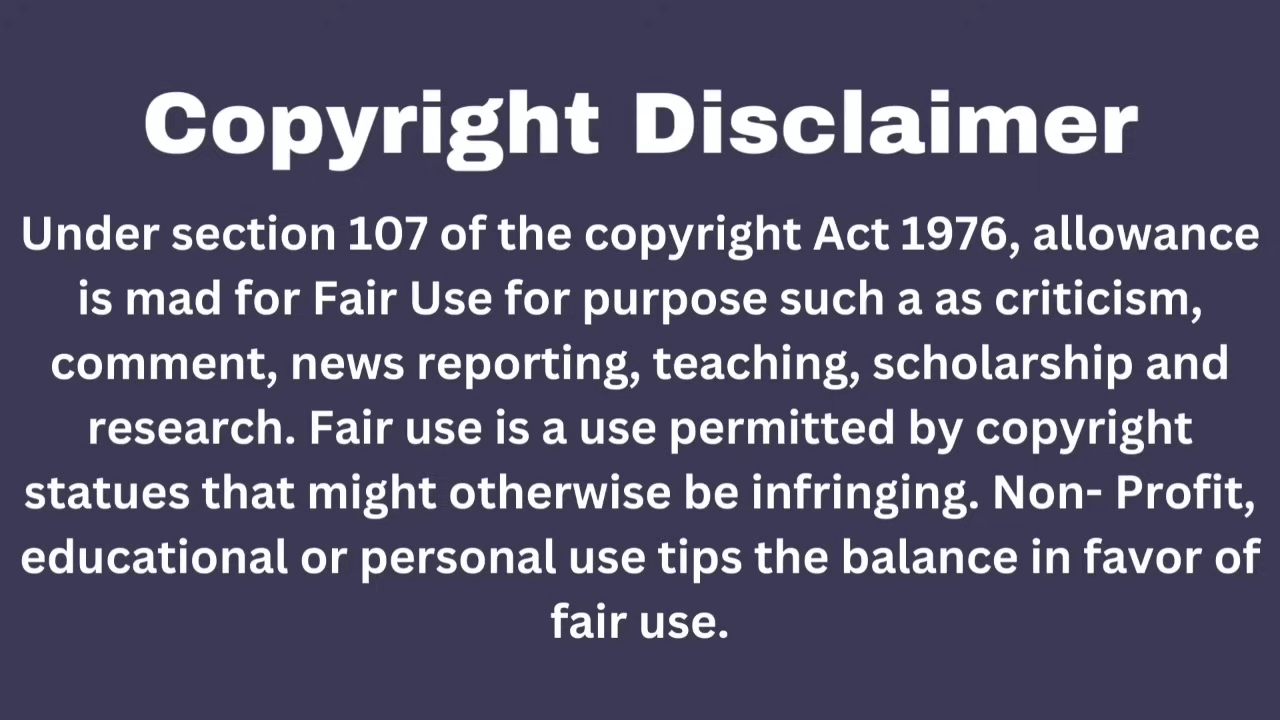 Copyright Disclaimer
Under section 107 of the copyright Act 1976, allowance
is mad for Fair Use for purpose such a as criticism,
comment, news reporting, teaching, scholarship and
research. Fair use is a use permitted by copyright
statues that might otherwise be infringing. Non- Profit,
educational or personal use tips the balance in favor of
fair use.